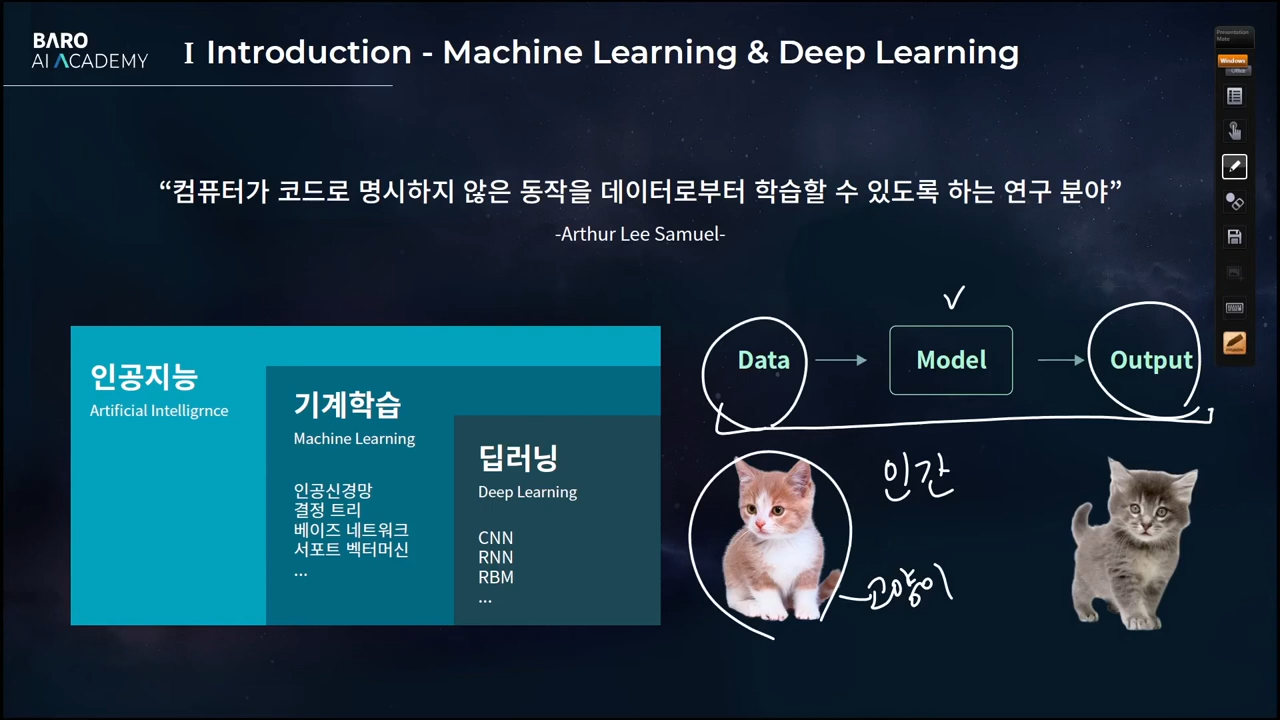 BARO
AI ACADEMY
I Introduction - Machine Learning & Deep Learning
“컴퓨터가 코드로 명시하지 않은 동작을 데이터로부터 학습할 수 있도록 하는 연구 분야”
-Arthur Lee Samuel-
인공지능
Artificial Intelligrnce
기계학습
Machine Learning
인공신경망
결정 트리
베이즈 네트워크
서포트 벡터머신
...
딥러닝
Deep Learning
CNN
RNN
RBM
...
Data
Model
Output
인간
고양이
Presentation
Mate
Windows
Office